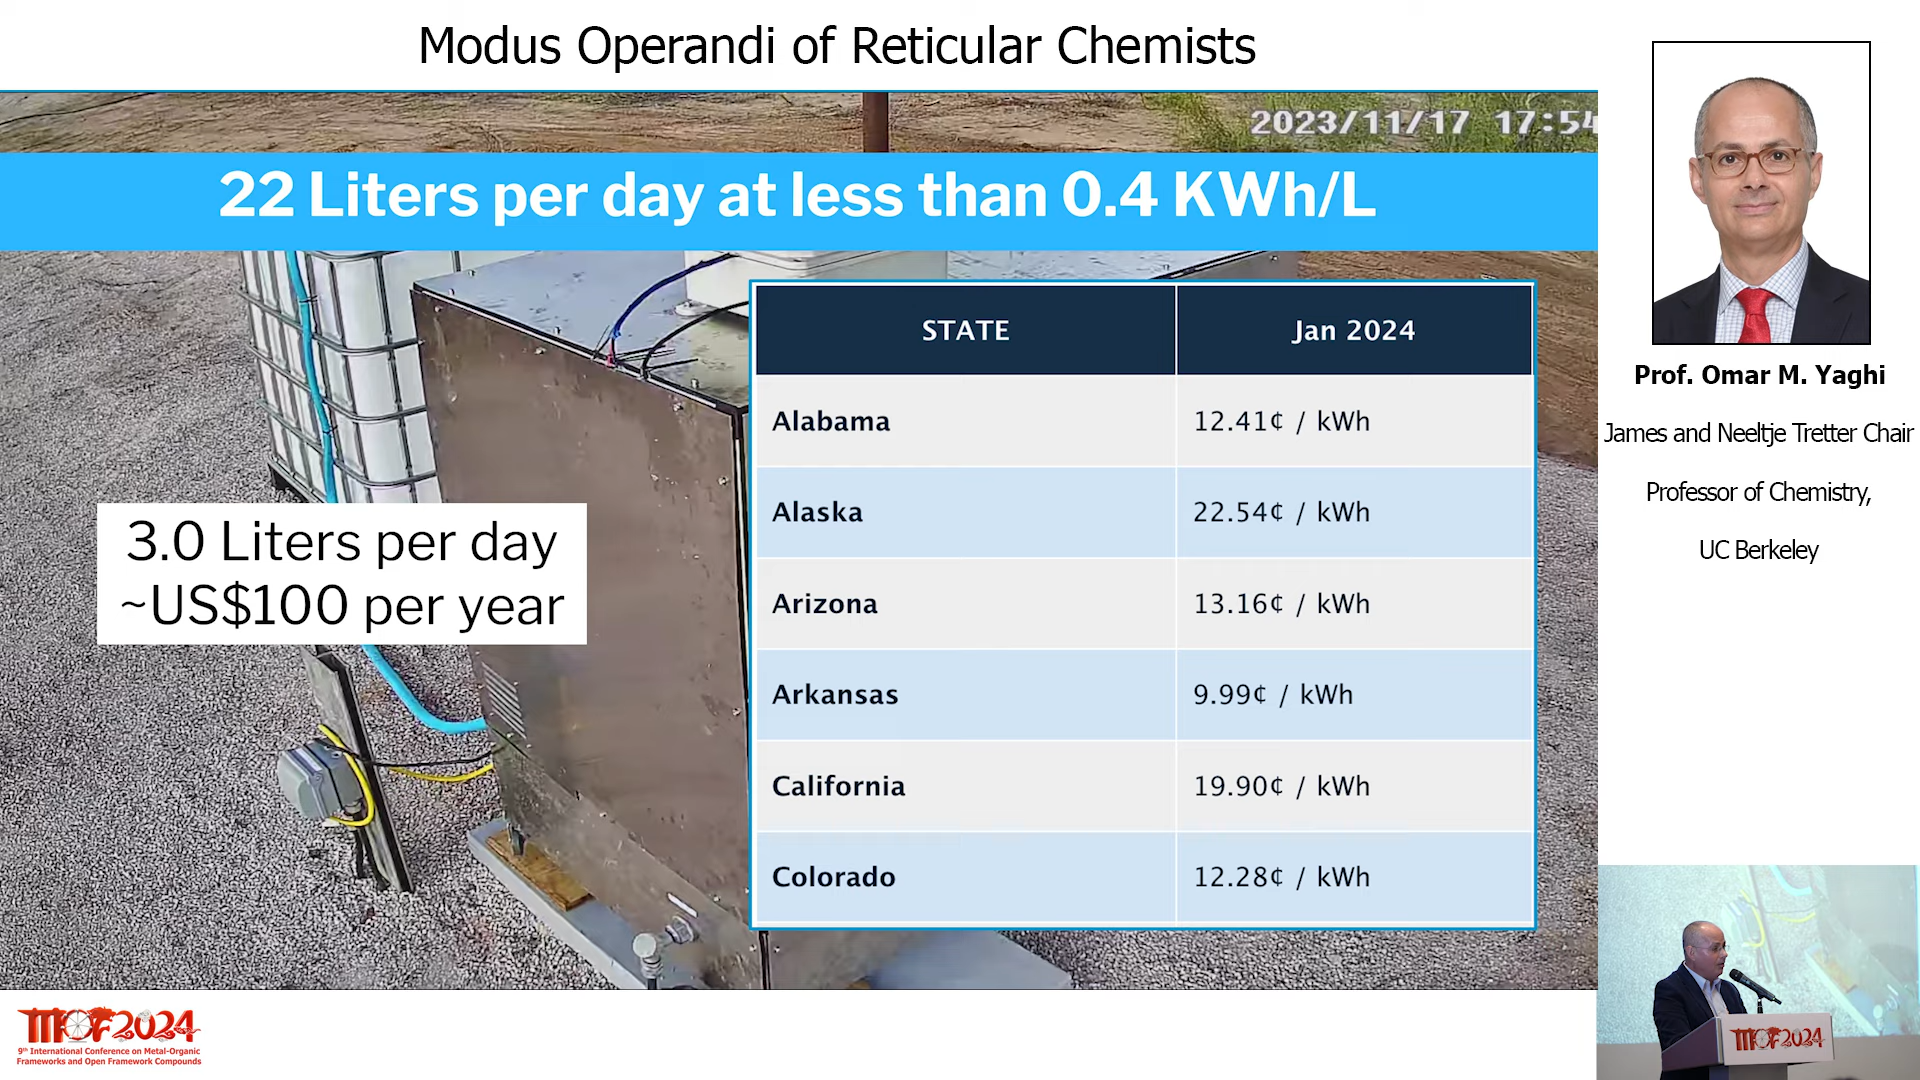 Modus Operandi of Reticular Chemists
2023/11/17 17:54
22 Liters per day at less than 0.4 KWh/L
3.0 Liters per day
~US$100 per year
STATE Jan 2024
Alabama 12.41¢ / kWh
Alaska 22.54¢ / kWh
Arizona 13.16¢ / kWh
Arkansas 9.99¢ / kWh
California 19.90¢ / kWh
Colorado 12.28¢ / kWh
Prof. Omar M. Yaghi
James and Neeltje Tretter Chair
Professor of Chemistry,
UC Berkeley
MOF2024
9th International Conference on Metal-Organic
Frameworks and Open Framework Compounds
MOF2024